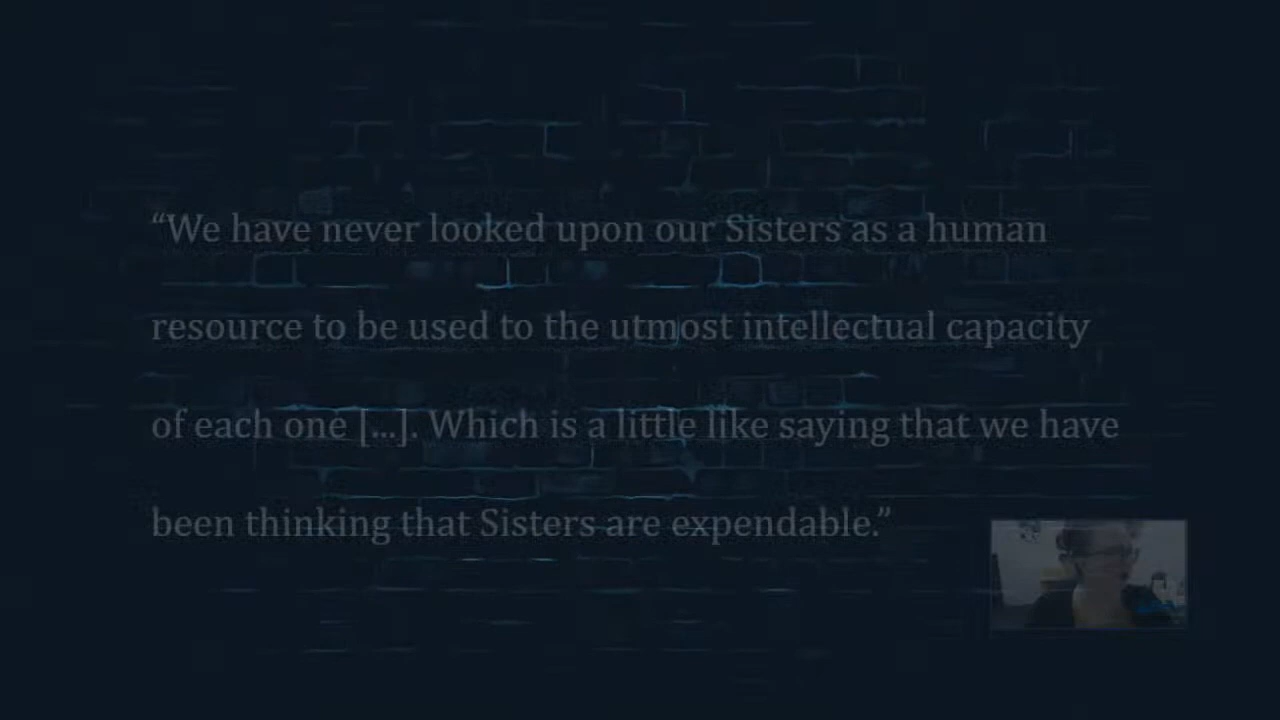 “We have never looked upon our Sisters as a human
resource to be used to the utmost intellectual capacity
of each one [...]. Which is a little like saying that we have
been thinking that Sisters are expendable.”